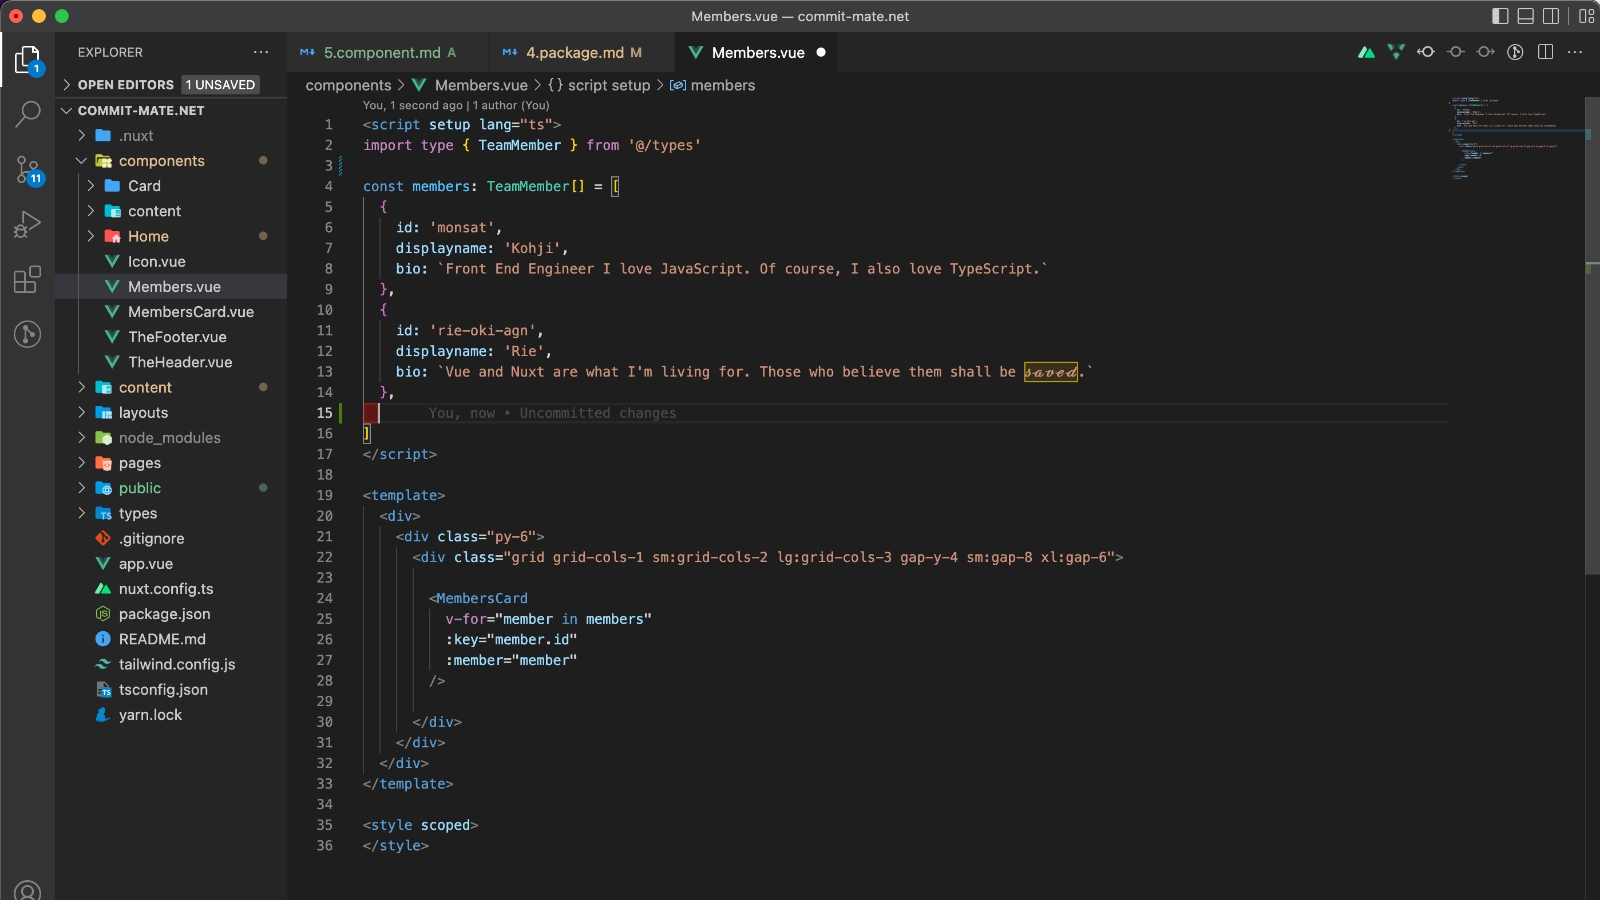 Members.vue — commit-mate.net
EXPLORER
1
11
OPEN EDITORS 1 UNSAVED
COMMIT-MATE.NET
.nuxt
components
Card
content
Home
Icon.vue
Members.vue
MembersCard.vue
TheFooter.vue
TheHeader.vue
content
layouts
node_modules
pages
public
types
.gitignore
app.vue
nuxt.config.ts
package.json
README.md
tailwind.config.js
tsconfig.json
yarn.lock
5.component.md A
4.package.md M
Members.vue
components > Members.vue > {} script setup > members
You, 1 second ago | 1 author (You)
1 <script setup lang="ts">
2 import type { TeamMember } from '@/types'
3
4 const members: TeamMember[] = [
5 {
6 id: 'monsat',
7 displayname: 'Kohji',
8 bio: `Front End Engineer I love JavaScript. Of course, I also love TypeScript.`
9 },
10 {
11 id: 'rie-oki-agn',
12 displayname: 'Rie',
13 bio: `Vue and Nuxt are what I'm living for. Those who believe them shall be 𝓼𝓪𝓿𝓮𝓭.`
14 },
15 You, now • Uncommitted changes
16 ]
17 </script>
18
19 <template>
20 <div>
21 <div class="py-6">
22 <div class="grid grid-cols-1 sm:grid-cols-2 lg:grid-cols-3 gap-y-4 sm:gap-8 xl:gap-6">
23
24 <MembersCard
25 v-for="member in members"
26 :key="member.id"
27 :member="member"
28 />
29
30 </div>
31 </div>
32 </div>
33 </template>
34
35 <style scoped>
36 </style>